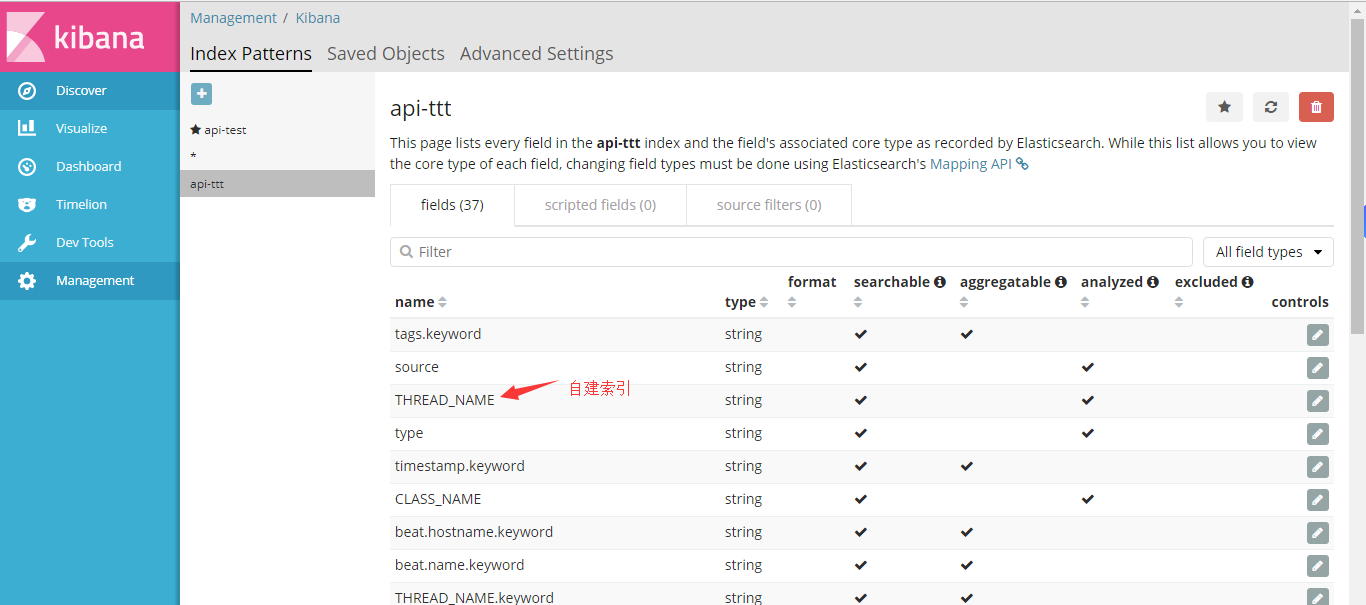 kibana
Discover
Visualize
Dashboard
Timelion
Dev Tools
Management
Management / Kibana
Index Patterns Saved Objects Advanced Settings
api-test
*
api-ttt
api-ttt
This page lists every field in the api-ttt index and the field's associated core type as recorded by Elasticsearch. While this list allows you to view
the core type of each field, changing field types must be done using Elasticsearch's Mapping API
fields (37) scripted fields (0) source filters (0)
Filter All field types
name type format searchable aggregatable analyzed excluded controls
tags.keyword string
source string
THREAD_NAME string 自建索引
type string
timestamp.keyword string
CLASS_NAME string
beat.hostname.keyword string
beat.name.keyword string
THREAD_NAME.keyword string